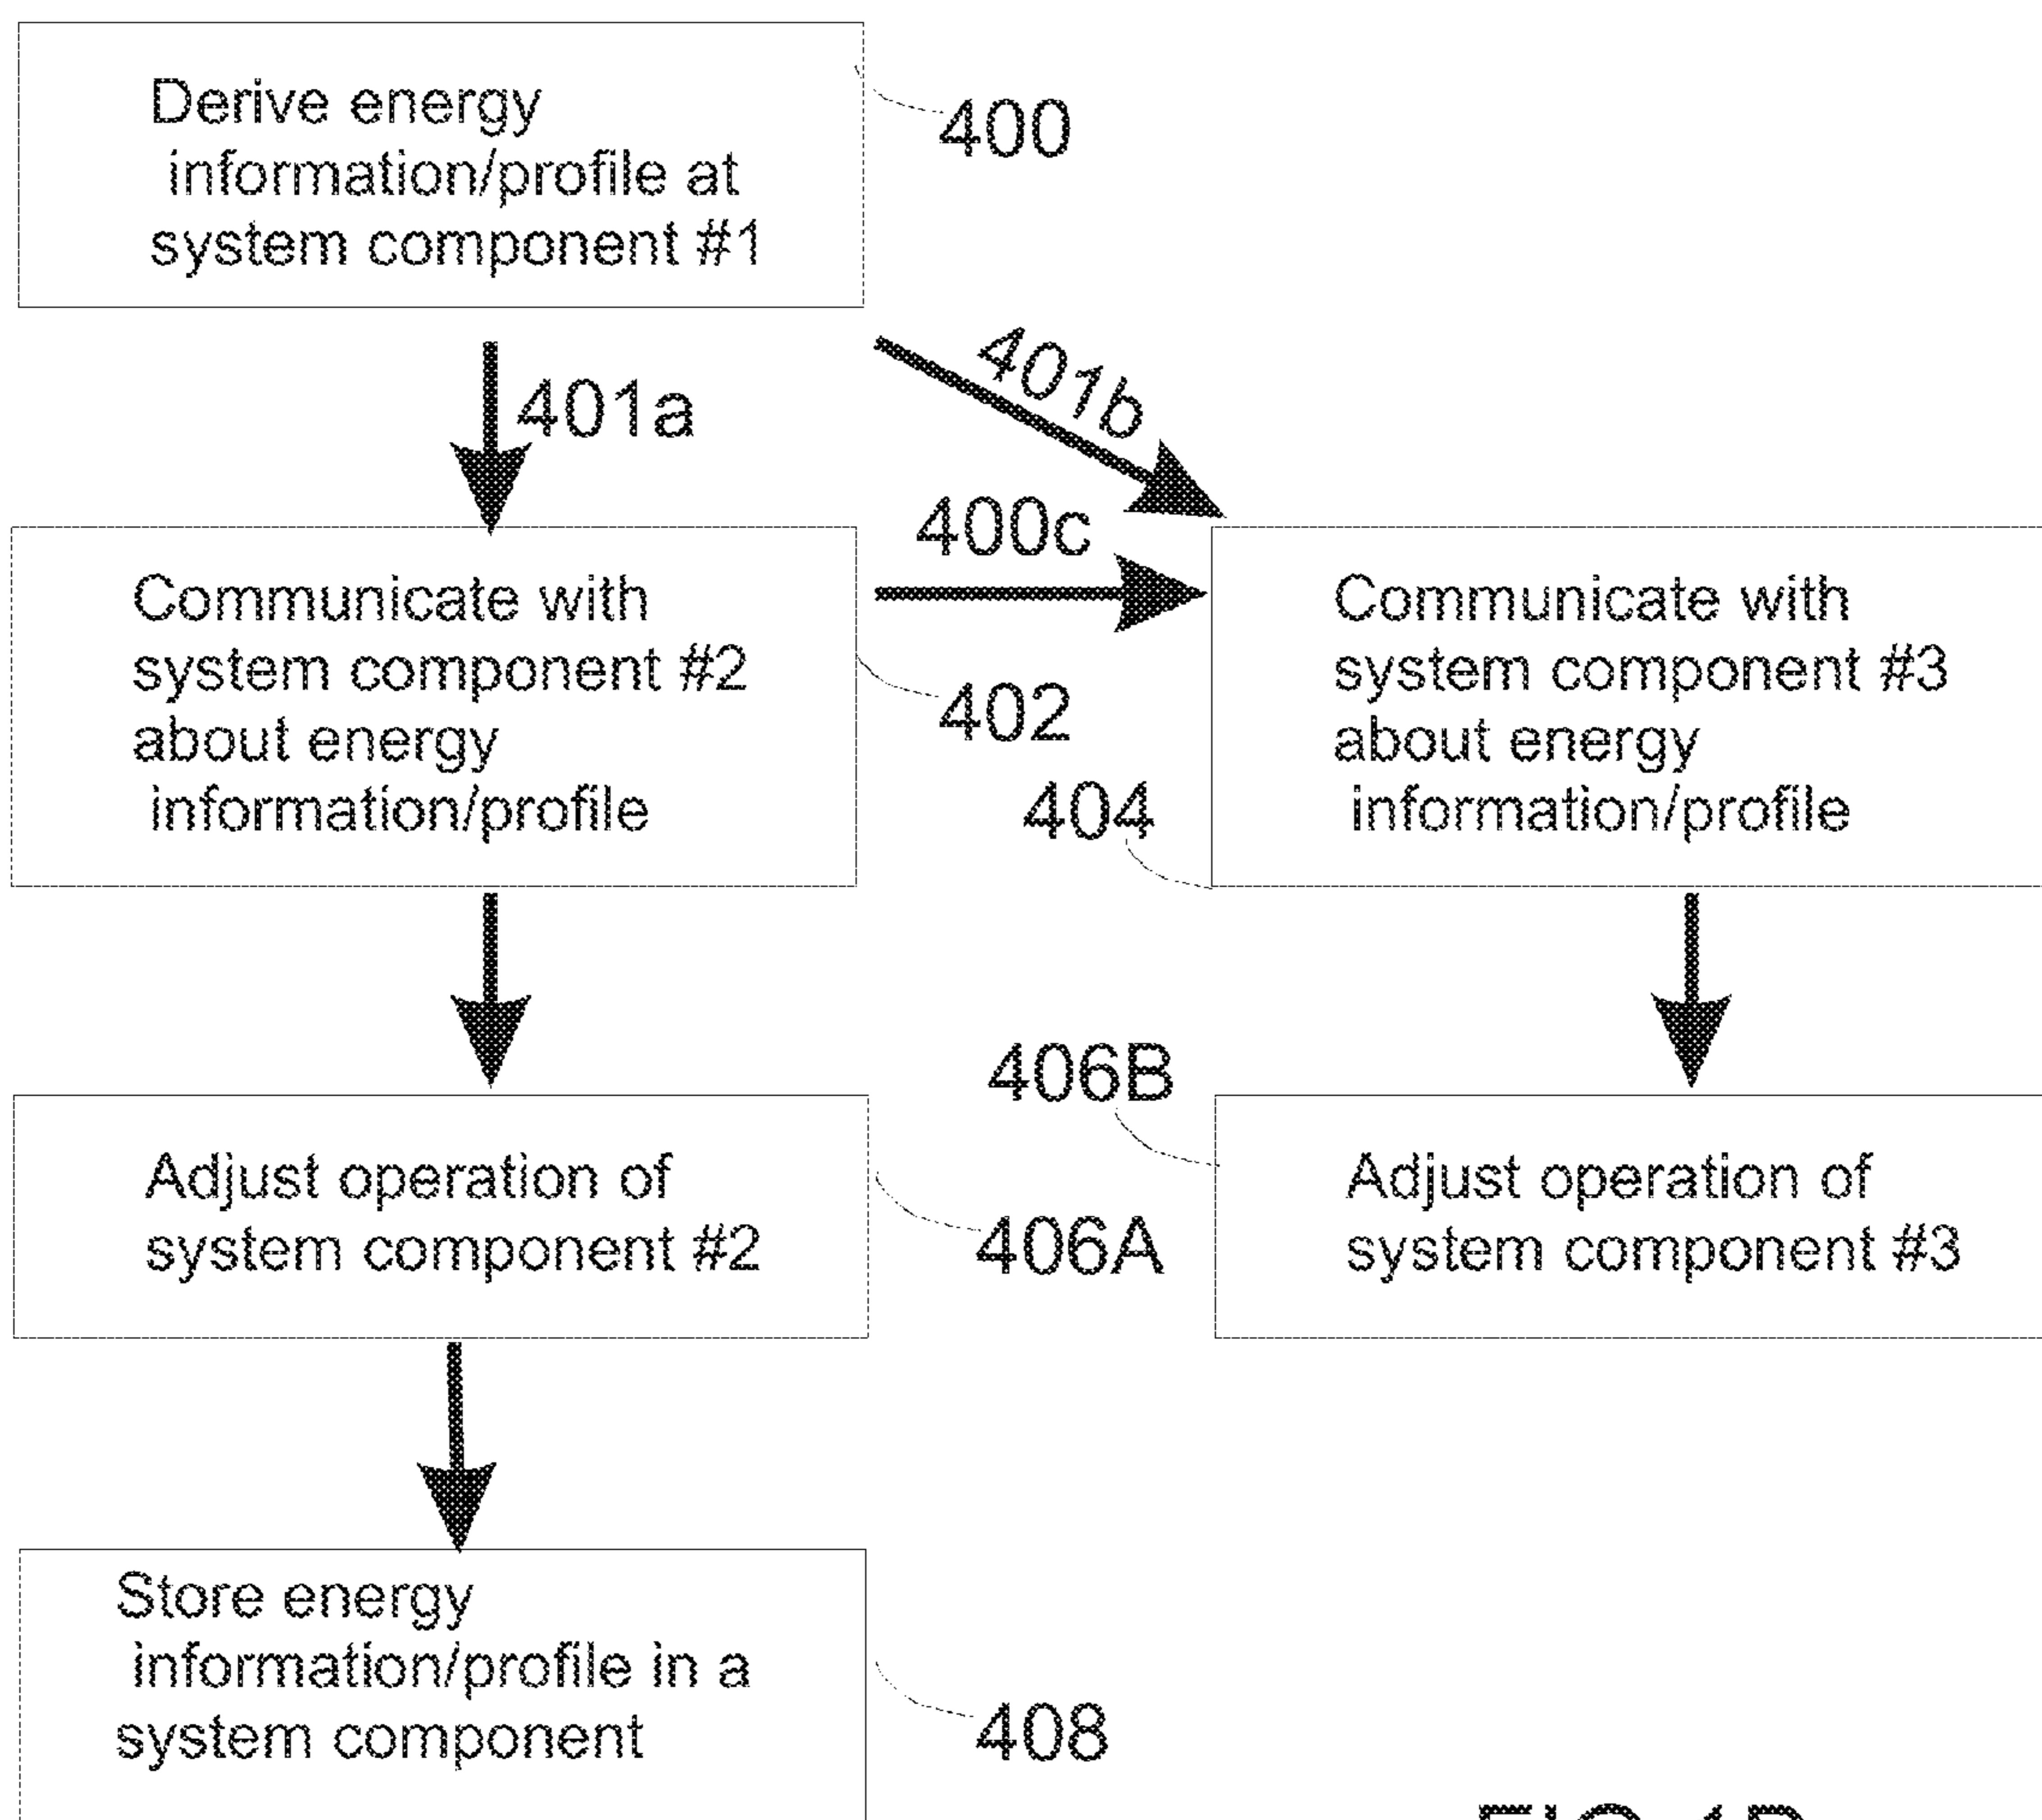 Derive energy
information/profile at
system component #1
400
401a
401b
400c
Communicate with
system component #2
about energy
information/profile
402
Communicate with
system component #3
about energy
information/profile
404
Adjust operation of
system component #2
406A
406B
Adjust operation of
system component #3
Store energy
information/profile in a
system component
408